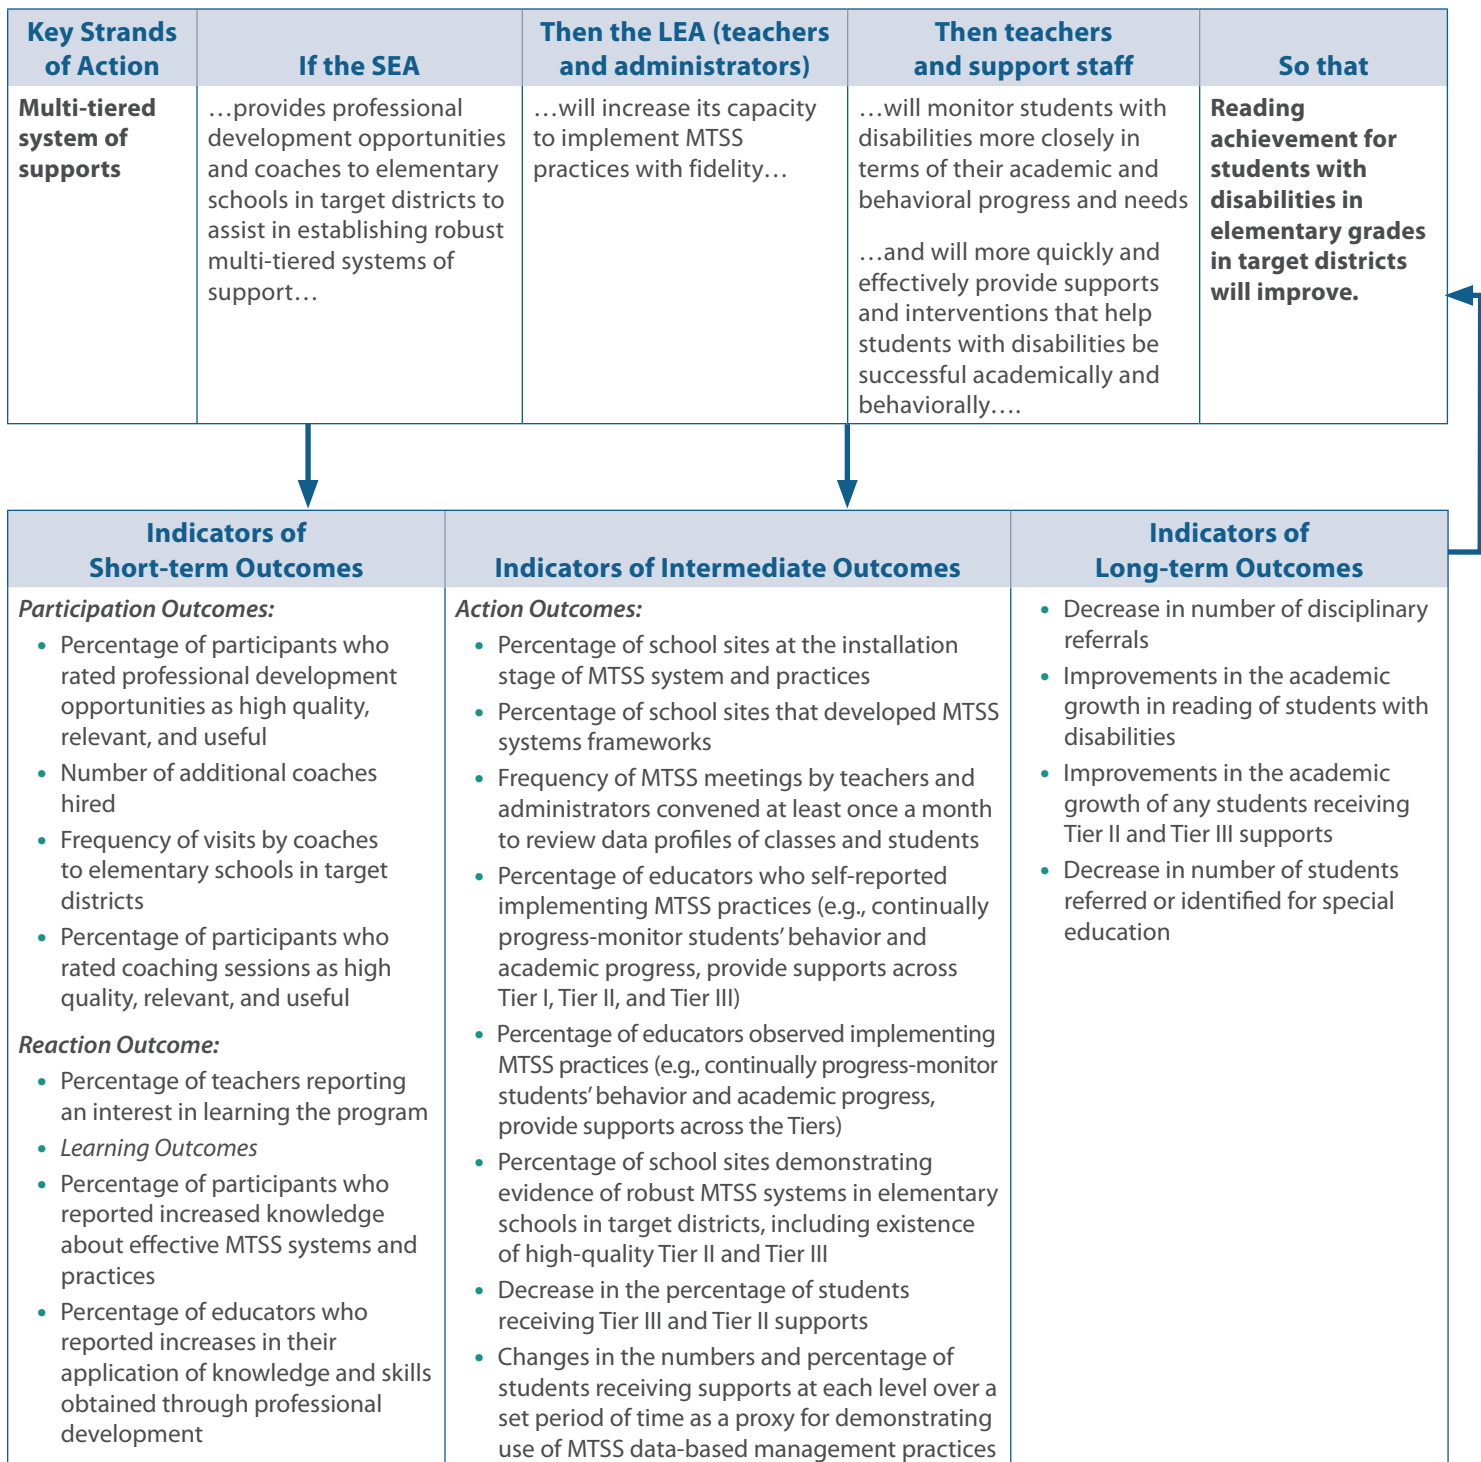 Key Strands
of Action
If the SEA
Then the LEA (teachers
and administrators)
Then teachers
and support staff
So that
Multi-tiered
system of
supports
…provides professional
development opportunities
and coaches to elementary
schools in target districts to
assist in establishing robust
multi-tiered systems of
support…
…will increase its capacity
to implement MTSS
practices with fidelity…
…will monitor students with
disabilities more closely in
terms of their academic and
behavioral progress and needs
…and will more quickly and
effectively provide supports
and interventions that help
students with disabilities be
successful academically and
behaviorally….
Reading
achievement for
students with
disabilities in
elementary grades
in target districts
will improve.
Indicators of
Short-term Outcomes
Indicators of Intermediate Outcomes
Indicators of
Long-term Outcomes
Participation Outcomes:
• Percentage of participants who
rated professional development
opportunities as high quality,
relevant, and useful
• Number of additional coaches
hired
• Frequency of visits by coaches
to elementary schools in target
districts
• Percentage of participants who
rated coaching sessions as high
quality, relevant, and useful
Reaction Outcome:
• Percentage of teachers reporting
an interest in learning the program
• Learning Outcomes
• Percentage of participants who
reported increased knowledge
about effective MTSS systems and
practices
• Percentage of educators who
reported increases in their
application of knowledge and skills
obtained through professional
development
Action Outcomes:
• Percentage of school sites at the installation
stage of MTSS system and practices
• Percentage of school sites that developed MTSS
systems frameworks
• Frequency of MTSS meetings by teachers and
administrators convened at least once a month
to review data profiles of classes and students
• Percentage of educators who self-reported
implementing MTSS practices (e.g., continually
progress-monitor students’ behavior and
academic progress, provide supports across
Tier I, Tier II, and Tier III)
• Percentage of educators observed implementing
MTSS practices (e.g., continually progress-monitor
students’ behavior and academic progress,
provide supports across the Tiers)
• Percentage of school sites demonstrating
evidence of robust MTSS systems in elementary
schools in target districts, including existence
of high-quality Tier II and Tier III
• Decrease in the percentage of students
receiving Tier III and Tier II supports
• Changes in the numbers and percentage of
students receiving supports at each level over a
set period of time as a proxy for demonstrating
use of MTSS data-based management practices
• Decrease in number of disciplinary
referrals
• Improvements in the academic
growth in reading of students with
disabilities
• Improvements in the academic
growth of any students receiving
Tier II and Tier III supports
• Decrease in number of students
referred or identified for special
education